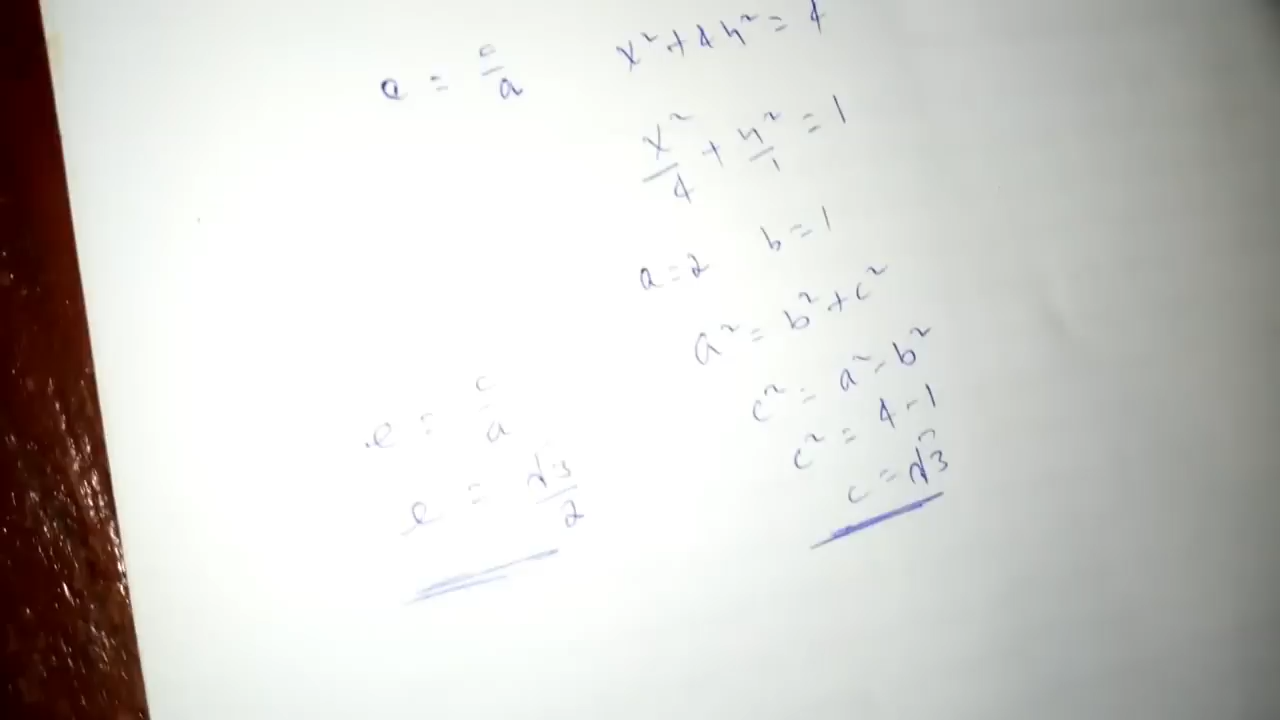 e = c/a
x² + 4y² = 4
x²/4 + y²/1 = 1
a = 2 b = 1
a² = b² + c²
c² = a² - b²
c² = 4 - 1
c = √3
e = c/a
e = √3/2